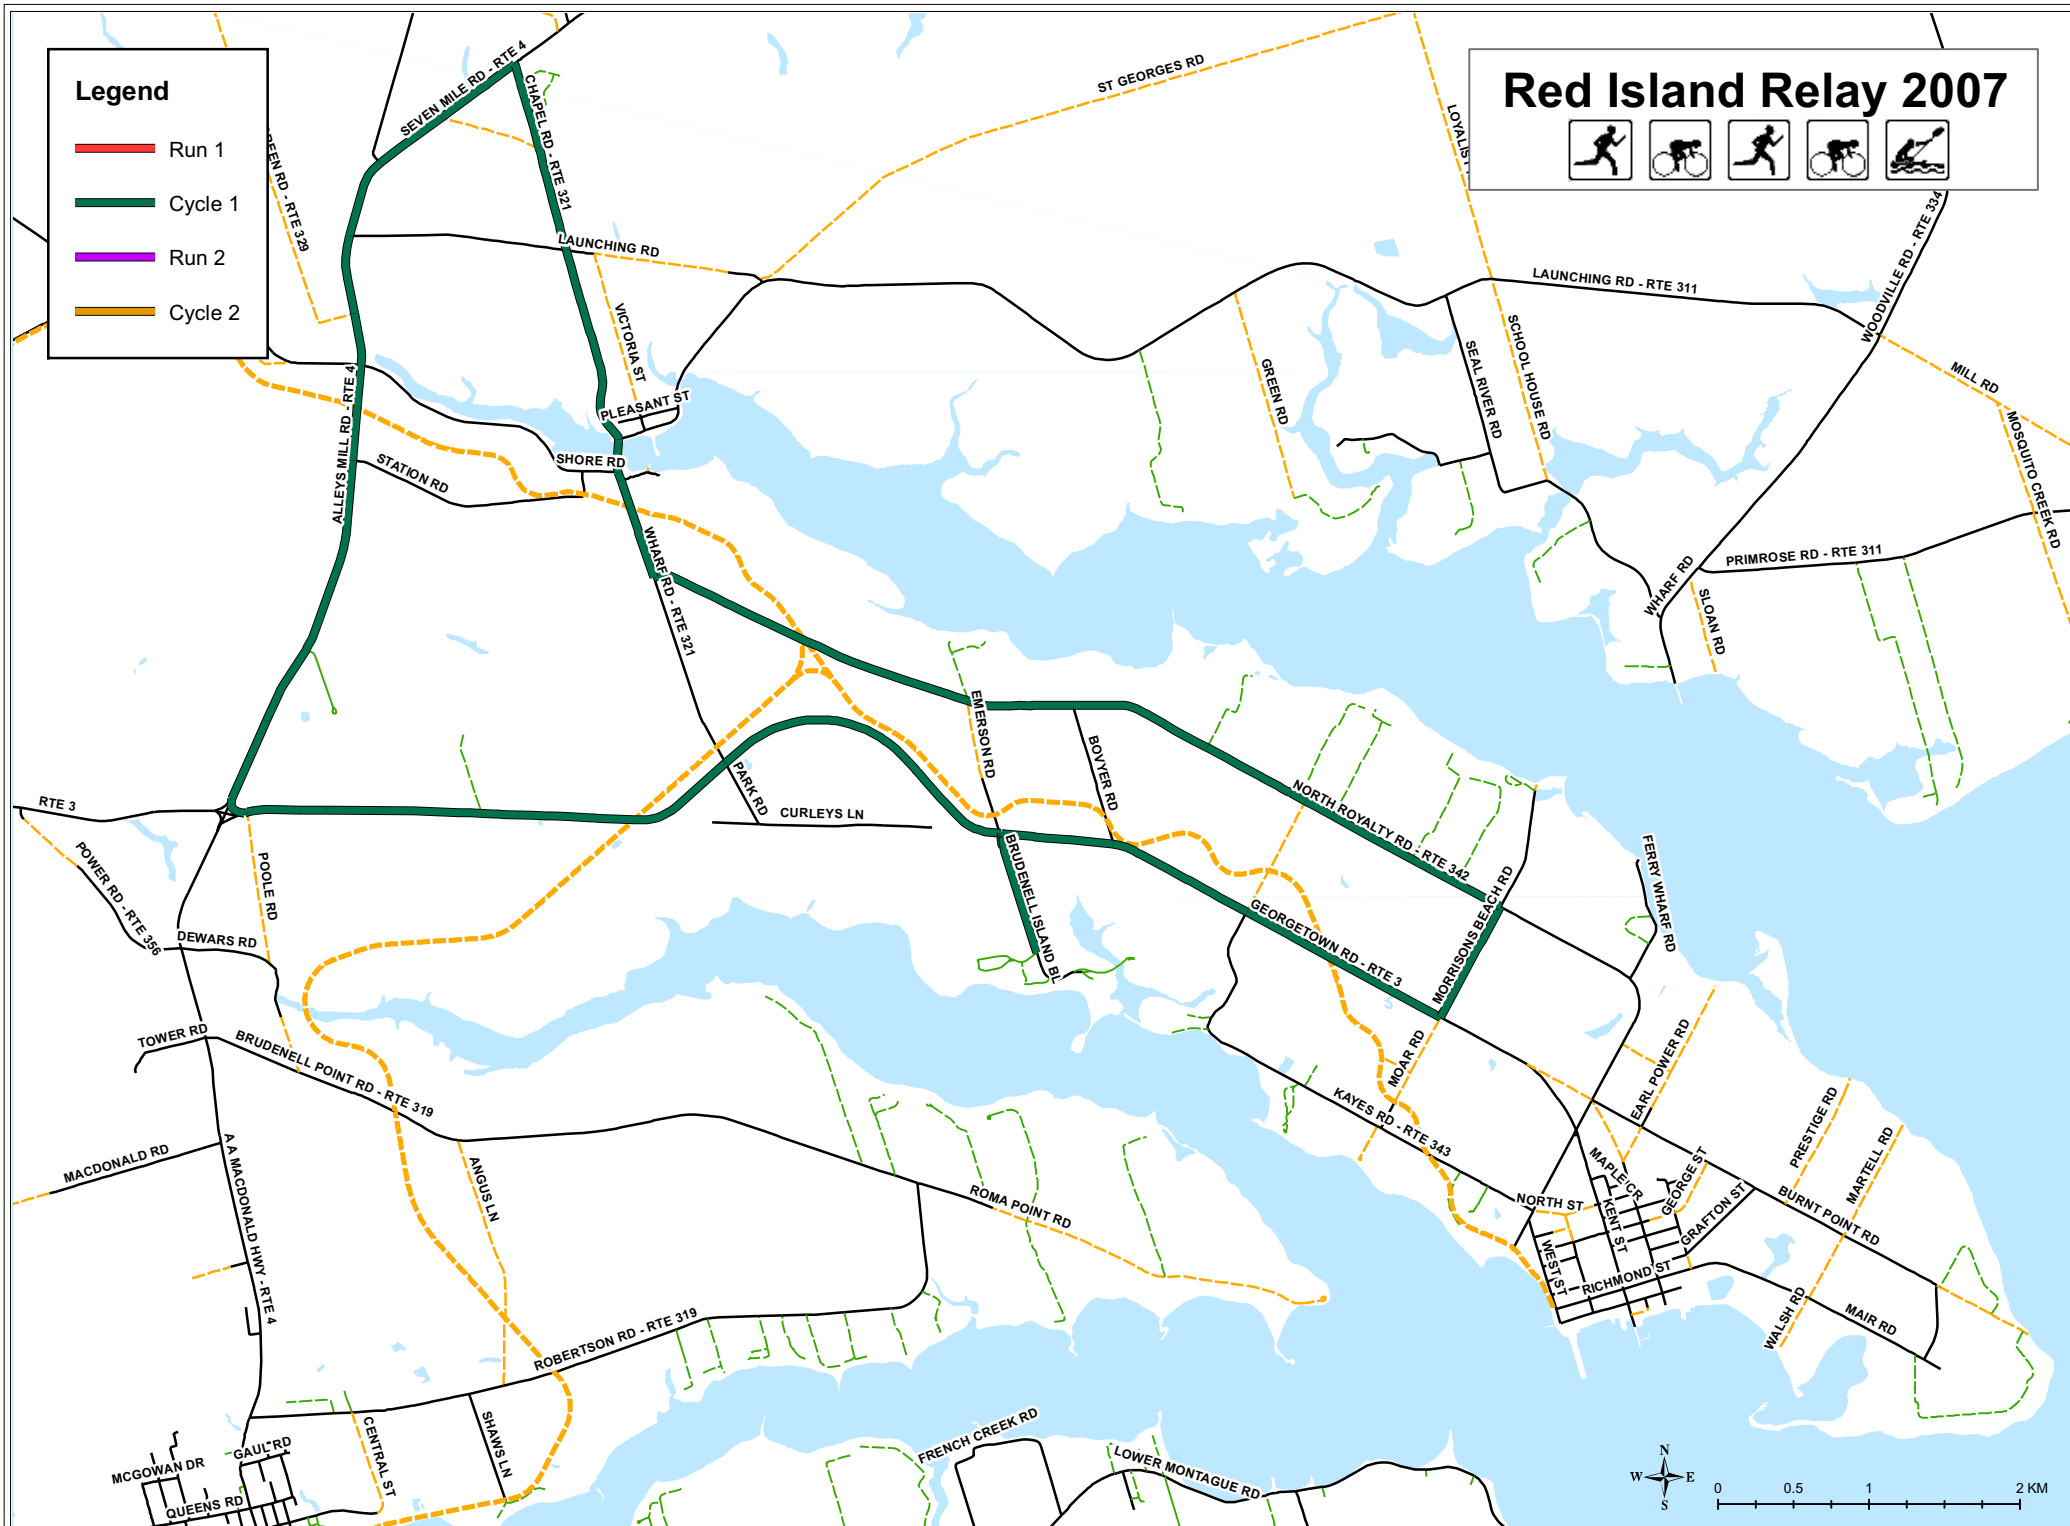 Red Island Relay 2007
Legend
Run 1
Cycle 1
Run 2
Cycle 2
SEVEN MILE RD - RTE 4
CHAPEL RD - RTE 321
ST GEORGES RD
RTE 329
LAUNCHING RD
VICTORIA ST
PLEASANT ST
SHORE RD
STATION RD
ALLEYS MILL RD - RTE 4
WHARF RD - RTE 321
LAUNCHING RD - RTE 311
WOODVILLE RD - RTE 334
SCHOOL HOUSE RD
SEAL RIVER RD
GREEN RD
MILL RD
MOSQUITO CREEK RD
PRIMROSE RD - RTE 311
WHARF RD
SLOAN RD
EMERSON RD
BOVYER RD
NORTH ROYALTY RD - RTE 342
MORRISONS BEACH RD
GEORGETOWN RD - RTE 3
BRUDENELL ISLAND BL
PARK RD
CURLEYS LN
RTE 3
POWER RD - RTE 356
POOLE RD
DEWARS RD
TOWER RD
BRUDENELL POINT RD - RTE 319
MACDONALD RD
A A MACDONALD HWY - RTE 4
ANGUS LN
ROMA POINT RD
ROBERTSON RD - RTE 319
CENTRAL ST
SHAWS LN
GAUL RD
MCGOWAN DR
QUEENS RD
FRENCH CREEK RD
LOWER MONTAGUE RD
FERRY WHARF RD
MOAR RD
KAYES RD - RTE 343
EARL POWER RD
PRESTIGE RD
MARTELL RD
MAPLE CR
GEORGE ST
NORTH ST
KENT ST
GRAFTON ST
BURNT POINT RD
WEST ST
RICHMOND ST
WALSH RD
MAIR RD
N
W E
S
0 0.5 1 2 KM